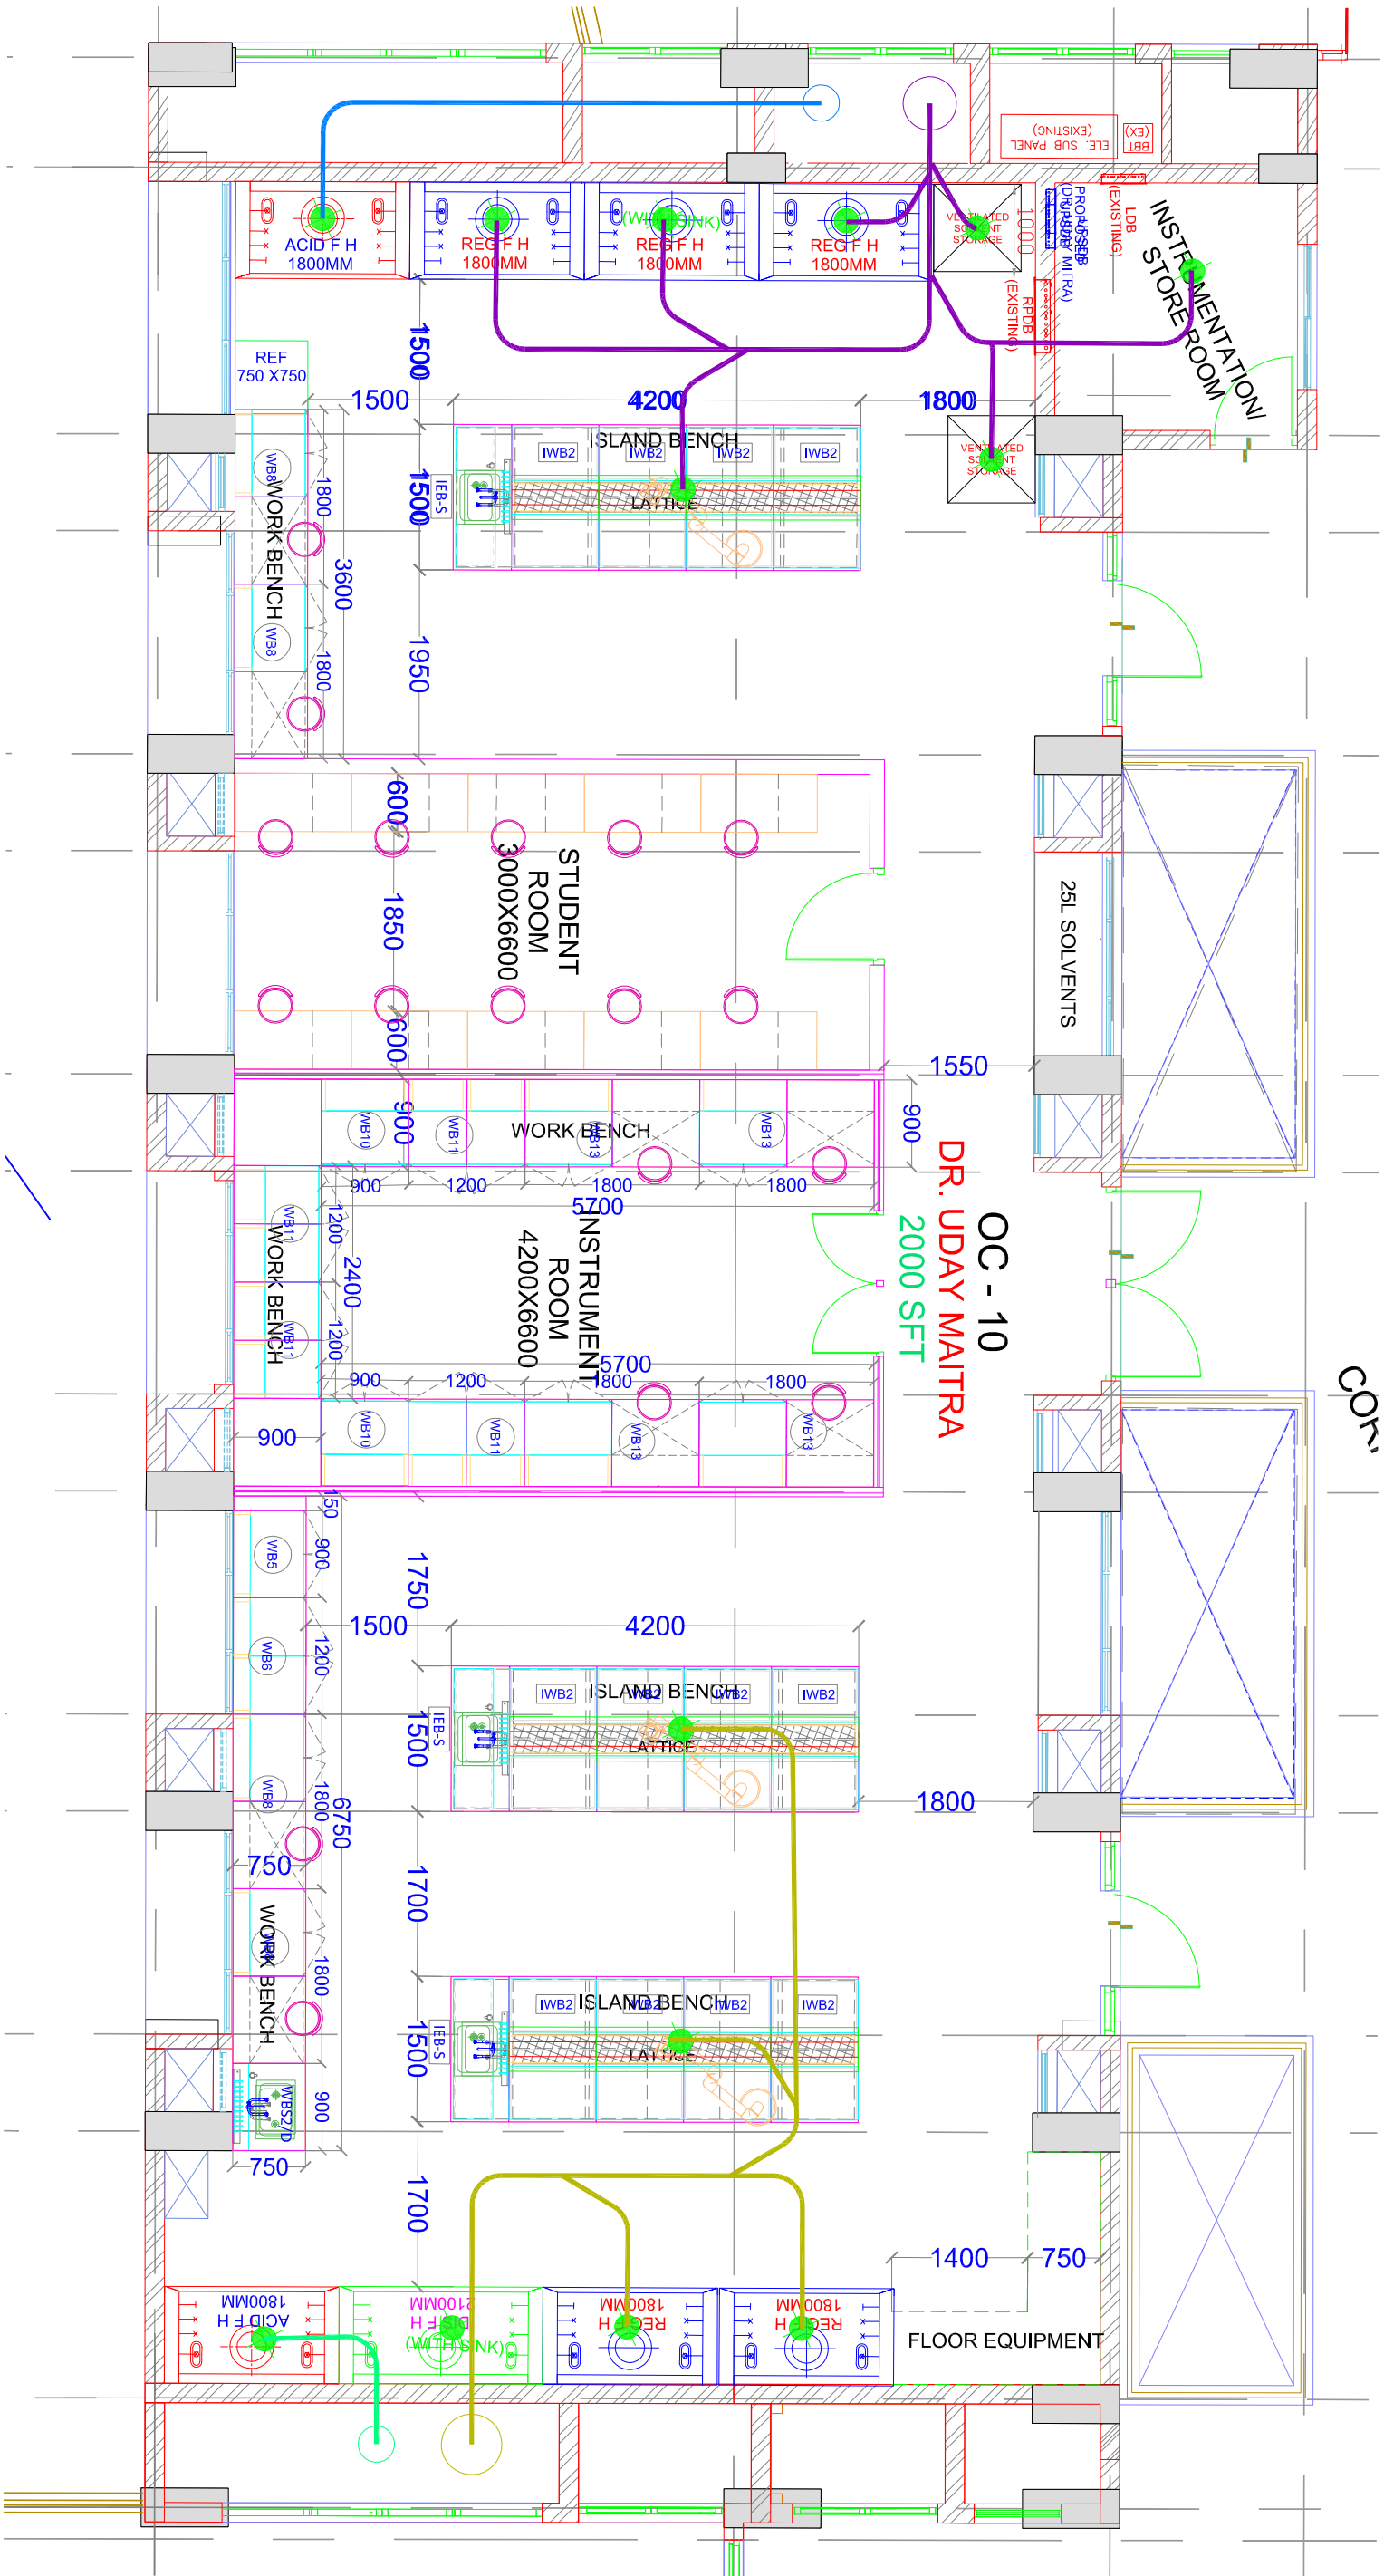 ELE. SUB PANEL
(EXISTING)
BBT
(EX)
ACID F H
1800MM
REG F H
1800MM
REG F H
1800MM
REG F H
1800MM
VENTILATED
SOLVENT
STORAGE
1000
(DR. UDAY MITRA)
LDB
(EXISTING)
RPDB
(EXISTING)
STORE ROOM
REF
750 X750
1500
1500
4200
1800
ISLAND BENCH
IWB2
IWB2
IWB2
IWB2
IEB-S
LATTICE
1500
VENTILATED
SOLVENT
STORAGE
WB8
WORK BENCH
WB8
1800
1800
3600
1950
600
1850
600
STUDENT
ROOM
3000X6600
25L SOLVENTS
1550
900
900
WORK BENCH
WB10
WB11
WB13
WB13
900
1200
1800
1800
5700
WB11
WORK BENCH
WB11
1200
1200
2400
INSTRUMENT
ROOM
4200X6600
OC - 10
DR. UDAY MAITRA
2000 SFT
5700
900
1200
1800
1800
WB10
WB11
WB13
WB13
900
150
900
1200
1800
1800
900
6750
WB5
WB6
WB8
750
WORK BENCH
WBS27D
750
1750
1500
4200
ISLAND BENCH
IWB2
IWB2
IWB2
IWB2
IEB-S
LATTICE
1500
1800
1700
ISLAND BENCH
IWB2
IWB2
IWB2
IWB2
IEB-S
LATTICE
1500
1700
1400
750
FLOOR EQUIPMENT
ACID F H
1800MM
2100MM
(WITH SINK)
REG F H
1800MM
REG F H
1800MM